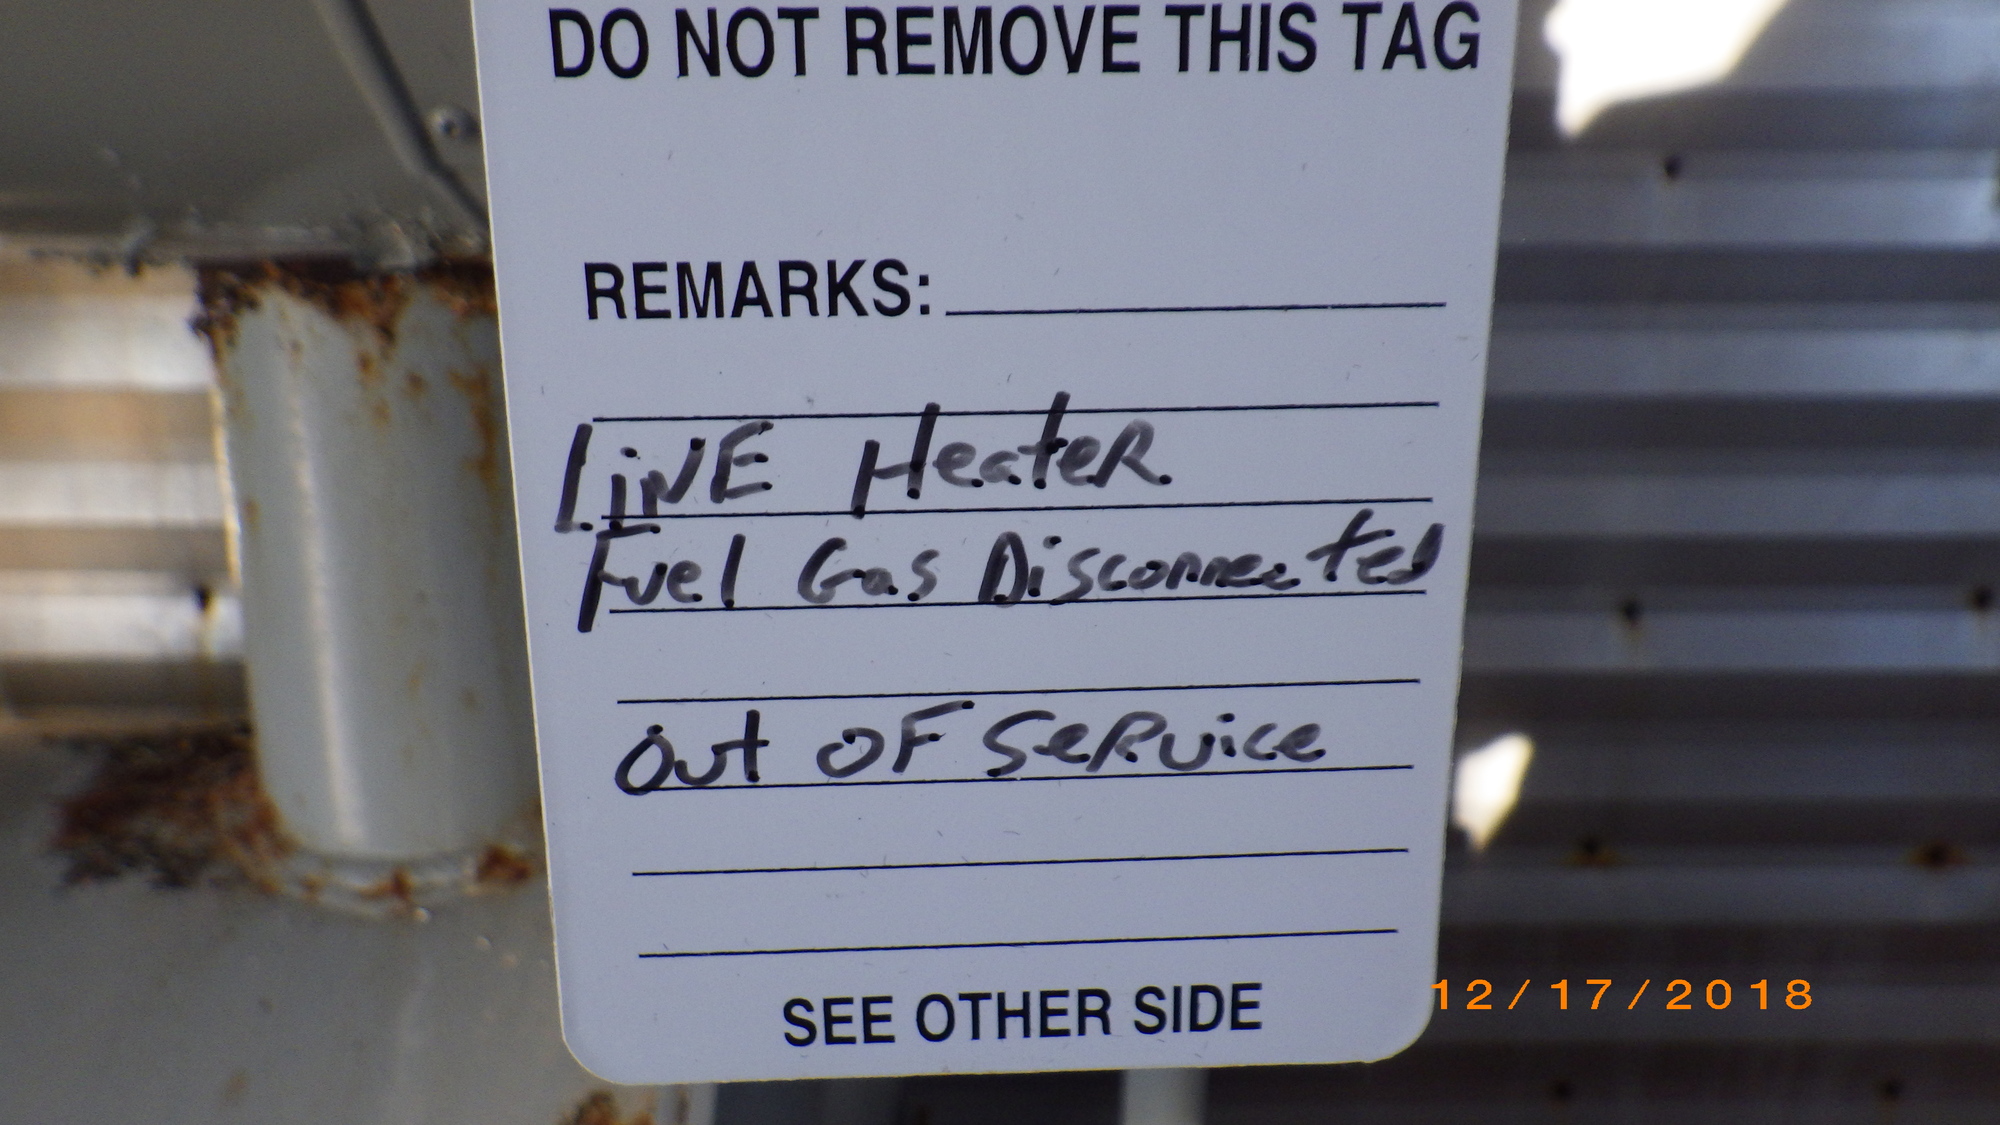 DO NOT REMOVE THIS TAG
REMARKS:
LiNE HeateR
Fuel Gas Disconnected
Out OF SeRvice
SEE OTHER SIDE
12/17/2018